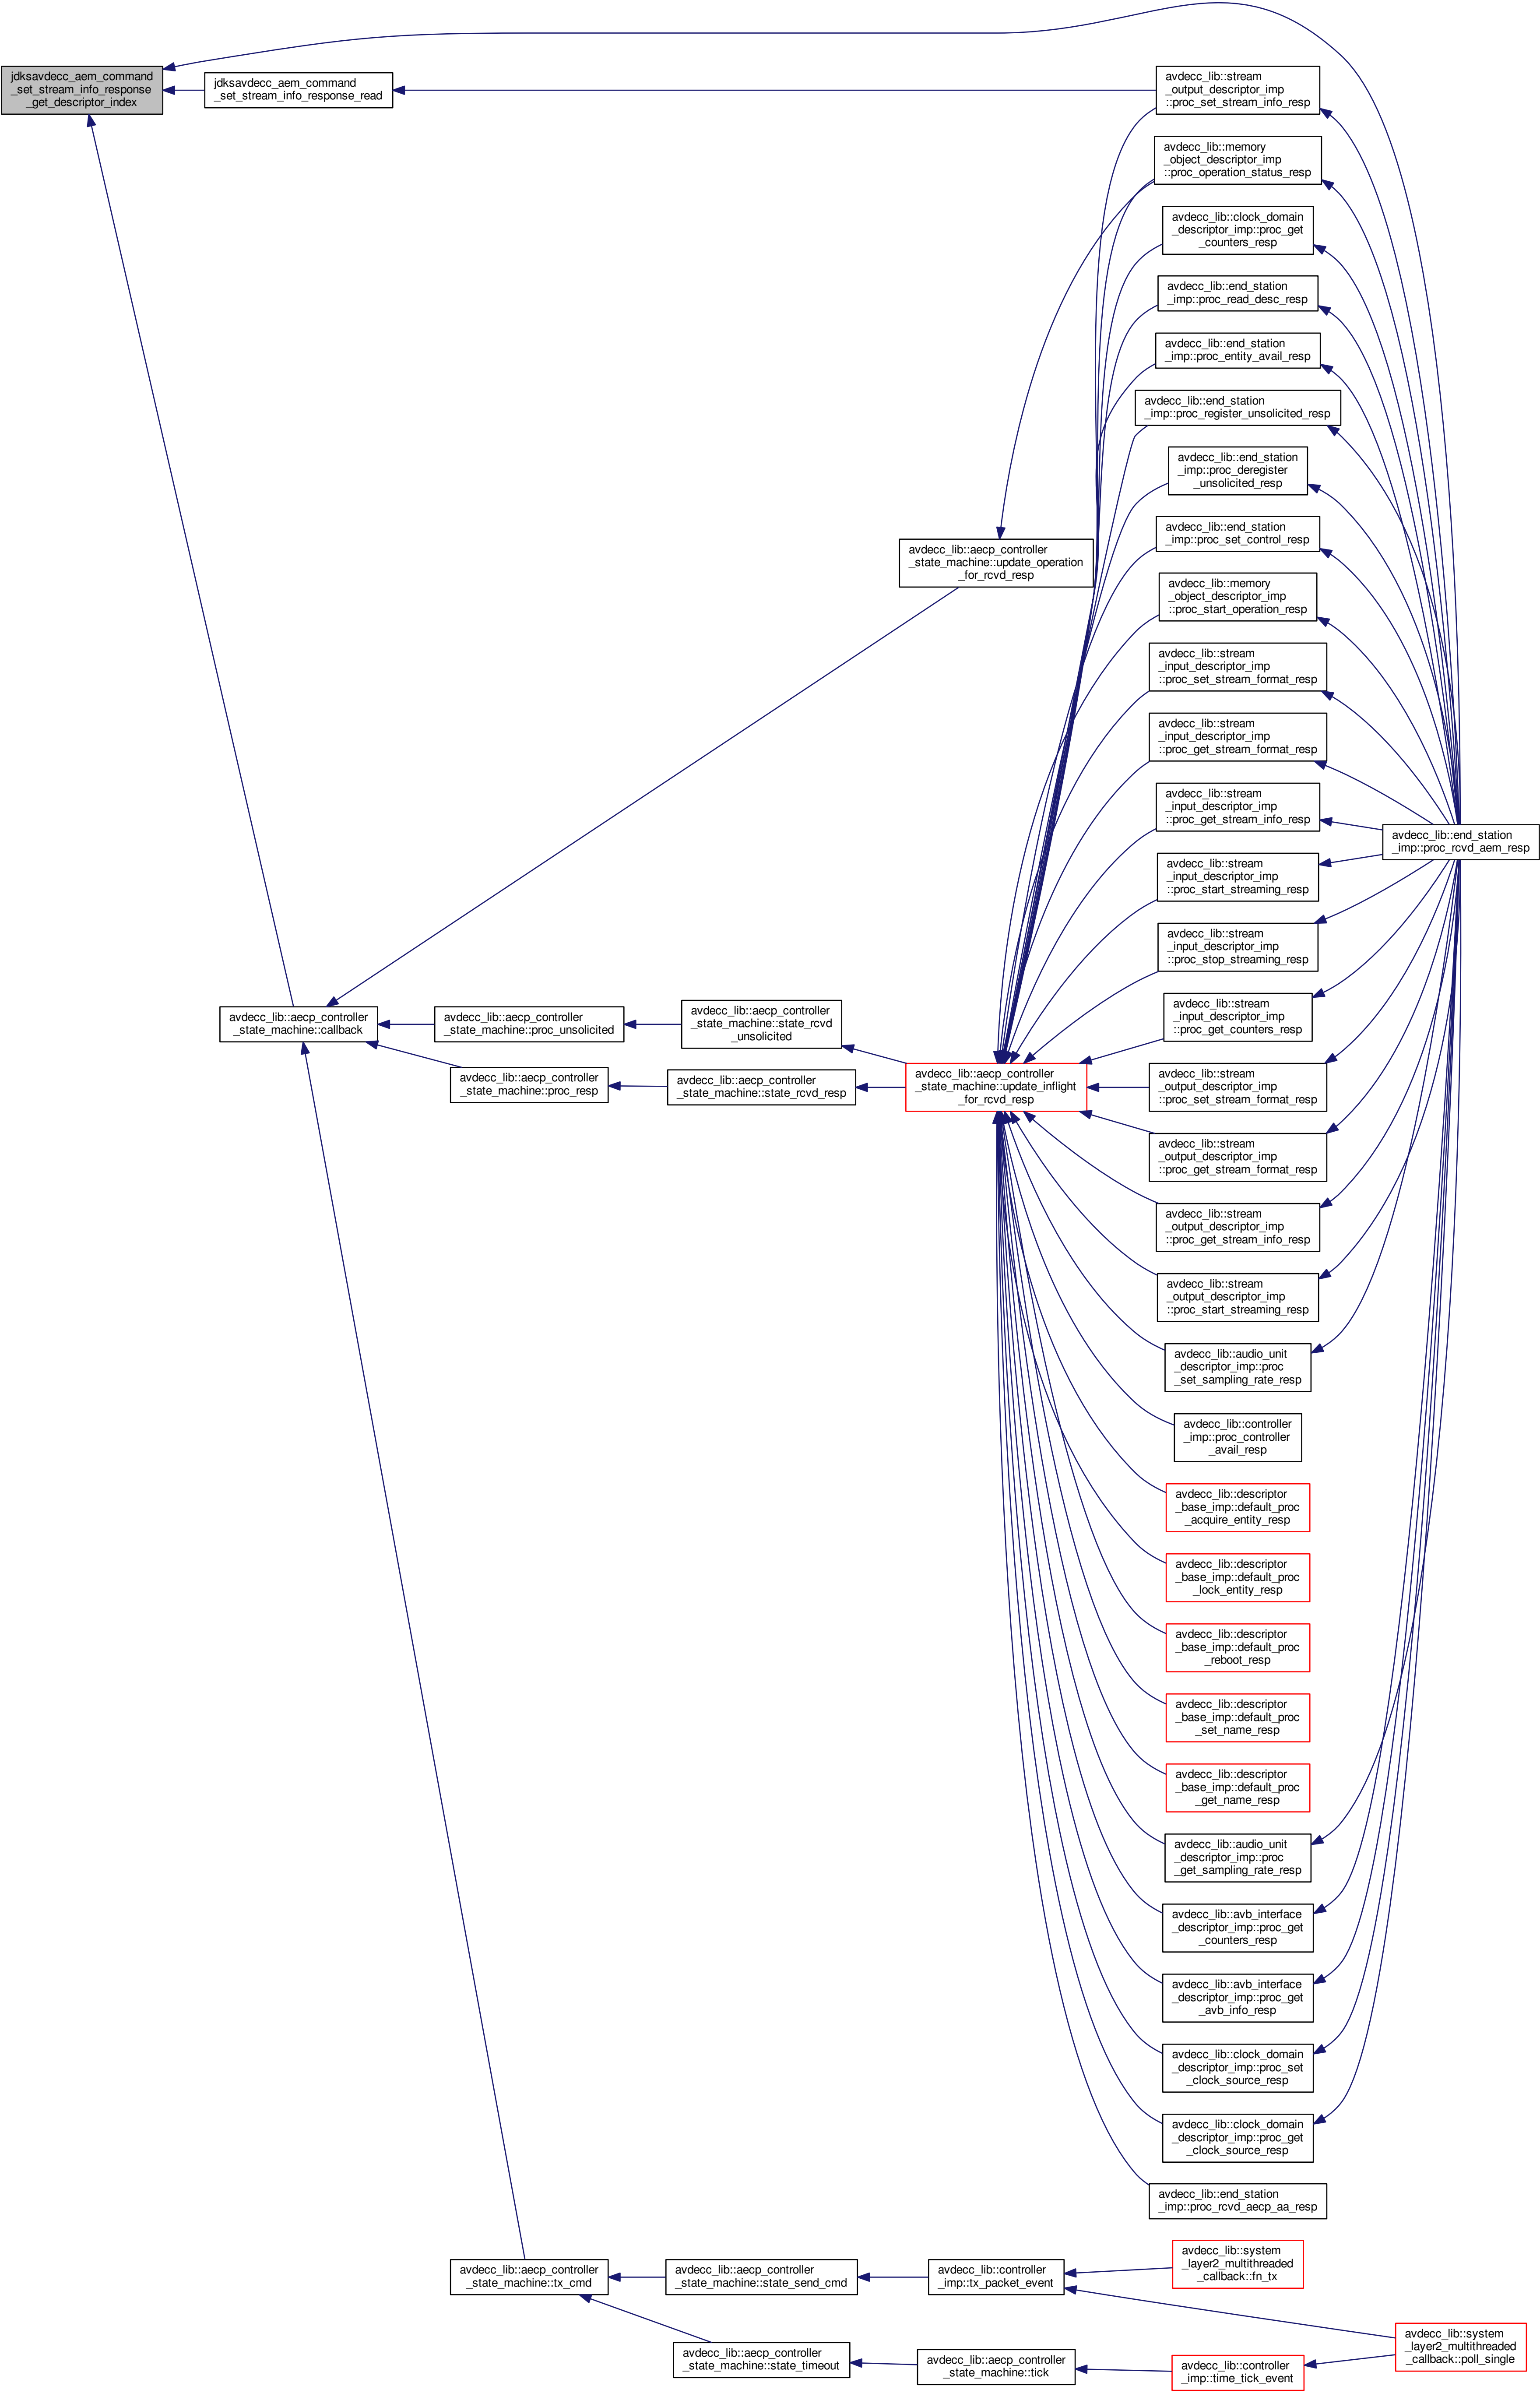 jdksavdecc_aem_command
_set_stream_info_response
_get_descriptor_index
jdksavdecc_aem_command
_set_stream_info_response_read
avdecc_lib::stream
_output_descriptor_imp
::proc_set_stream_info_resp
avdecc_lib::memory
_object_descriptor_imp
::proc_operation_status_resp
avdecc_lib::clock_domain
_descriptor_imp::proc_get
_counters_resp
avdecc_lib::end_station
_imp::proc_read_desc_resp
avdecc_lib::end_station
_imp::proc_entity_avail_resp
avdecc_lib::end_station
_imp::proc_register_unsolicited_resp
avdecc_lib::end_station
_imp::proc_deregister
_unsolicited_resp
avdecc_lib::end_station
_imp::proc_set_control_resp
avdecc_lib::aecp_controller
_state_machine::update_operation
_for_rcvd_resp
avdecc_lib::memory
_object_descriptor_imp
::proc_start_operation_resp
avdecc_lib::stream
_input_descriptor_imp
::proc_set_stream_format_resp
avdecc_lib::stream
_input_descriptor_imp
::proc_get_stream_format_resp
avdecc_lib::stream
_input_descriptor_imp
::proc_get_stream_info_resp
avdecc_lib::end_station
_imp::proc_rcvd_aem_resp
avdecc_lib::stream
_input_descriptor_imp
::proc_start_streaming_resp
avdecc_lib::stream
_input_descriptor_imp
::proc_stop_streaming_resp
avdecc_lib::stream
_input_descriptor_imp
::proc_get_counters_resp
avdecc_lib::aecp_controller
_state_machine::callback
avdecc_lib::aecp_controller
_state_machine::proc_unsolicited
avdecc_lib::aecp_controller
_state_machine::state_rcvd
_unsolicited
avdecc_lib::aecp_controller
_state_machine::proc_resp
avdecc_lib::aecp_controller
_state_machine::state_rcvd_resp
avdecc_lib::aecp_controller
_state_machine::update_inflight
_for_rcvd_resp
avdecc_lib::stream
_output_descriptor_imp
::proc_set_stream_format_resp
avdecc_lib::stream
_output_descriptor_imp
::proc_get_stream_format_resp
avdecc_lib::stream
_output_descriptor_imp
::proc_get_stream_info_resp
avdecc_lib::stream
_output_descriptor_imp
::proc_start_streaming_resp
avdecc_lib::audio_unit
_descriptor_imp::proc
_set_sampling_rate_resp
avdecc_lib::controller
_imp::proc_controller
_avail_resp
avdecc_lib::descriptor
_base_imp::default_proc
_acquire_entity_resp
avdecc_lib::descriptor
_base_imp::default_proc
_lock_entity_resp
avdecc_lib::descriptor
_base_imp::default_proc
_reboot_resp
avdecc_lib::descriptor
_base_imp::default_proc
_set_name_resp
avdecc_lib::descriptor
_base_imp::default_proc
_get_name_resp
avdecc_lib::audio_unit
_descriptor_imp::proc
_get_sampling_rate_resp
avdecc_lib::avb_interface
_descriptor_imp::proc_get
_counters_resp
avdecc_lib::avb_interface
_descriptor_imp::proc_get
_avb_info_resp
avdecc_lib::clock_domain
_descriptor_imp::proc_set
_clock_source_resp
avdecc_lib::clock_domain
_descriptor_imp::proc_get
_clock_source_resp
avdecc_lib::end_station
_imp::proc_rcvd_aecp_aa_resp
avdecc_lib::aecp_controller
_state_machine::tx_cmd
avdecc_lib::aecp_controller
_state_machine::state_send_cmd
avdecc_lib::controller
_imp::tx_packet_event
avdecc_lib::system
_layer2_multithreaded
_callback::fn_tx
avdecc_lib::aecp_controller
_state_machine::state_timeout
avdecc_lib::aecp_controller
_state_machine::tick
avdecc_lib::controller
_imp::time_tick_event
avdecc_lib::system
_layer2_multithreaded
_callback::poll_single